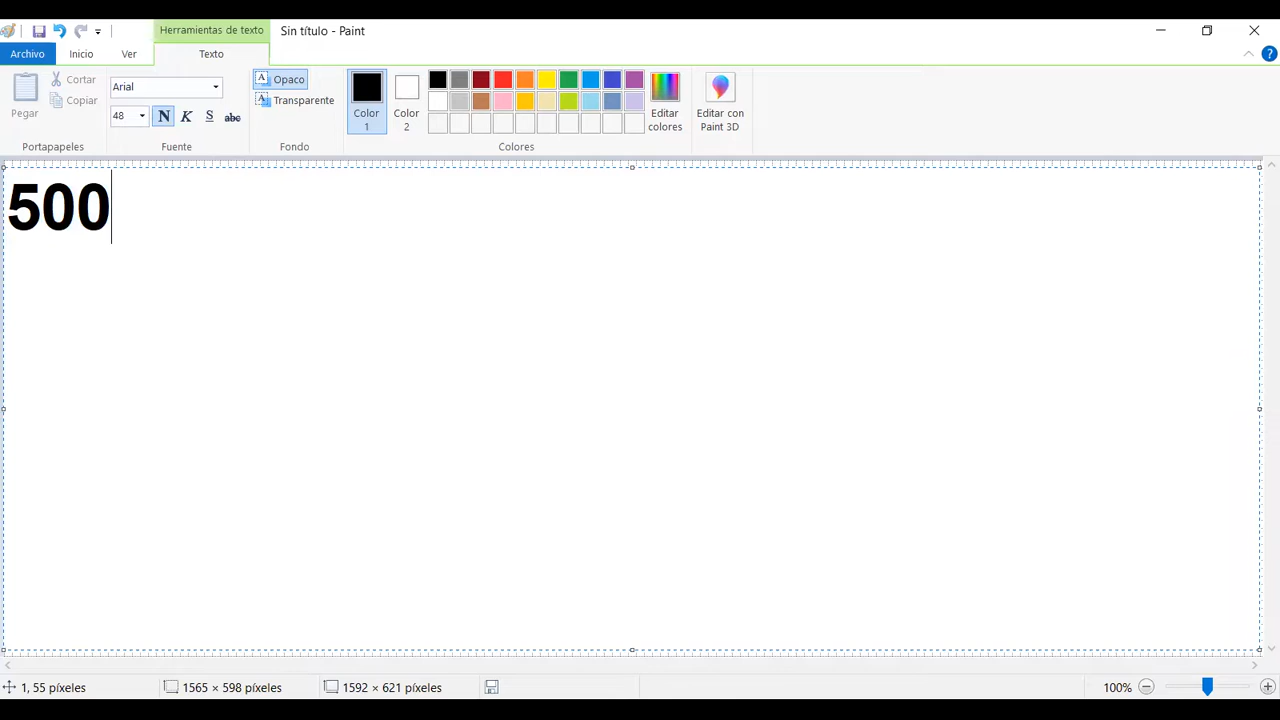 Herramientas de texto
Sin título - Paint
Archivo
Inicio
Ver
Texto
Pegar
Cortar
Copiar
Portapapeles
Arial
48
N K S abc
Fuente
A Opaco
A Transparente
Fondo
Color 1
Color 2
Editar colores
Colores
Editar con Paint 3D
?
500
1, 55 píxeles
1565 × 598 píxeles
1592 × 621 píxeles
100%